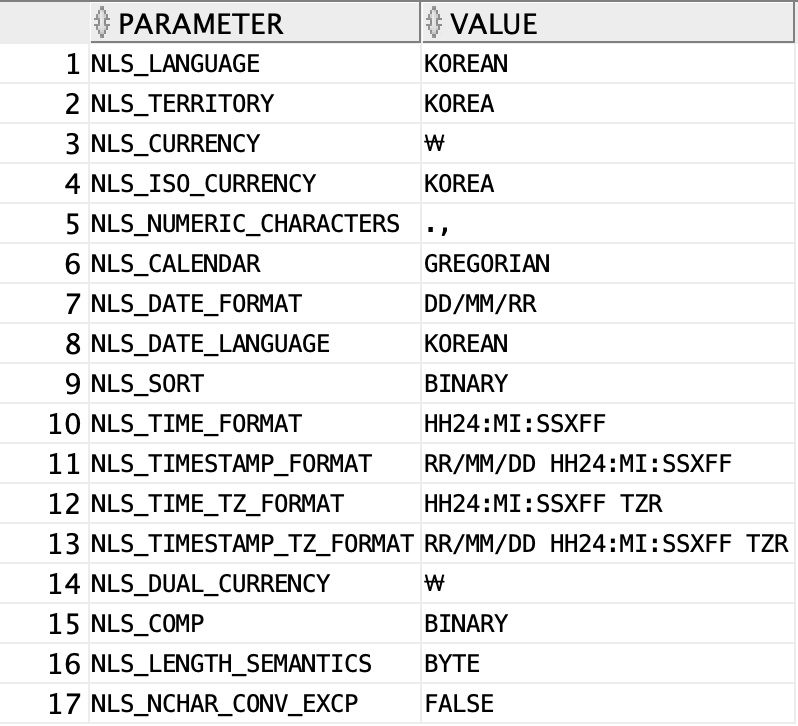 PARAMETER VALUE
1 NLS_LANGUAGE KOREAN
2 NLS_TERRITORY KOREA
3 NLS_CURRENCY ₩
4 NLS_ISO_CURRENCY KOREA
5 NLS_NUMERIC_CHARACTERS .,
6 NLS_CALENDAR GREGORIAN
7 NLS_DATE_FORMAT DD/MM/RR
8 NLS_DATE_LANGUAGE KOREAN
9 NLS_SORT BINARY
10 NLS_TIME_FORMAT HH24:MI:SSXFF
11 NLS_TIMESTAMP_FORMAT RR/MM/DD HH24:MI:SSXFF
12 NLS_TIME_TZ_FORMAT HH24:MI:SSXFF TZR
13 NLS_TIMESTAMP_TZ_FORMAT RR/MM/DD HH24:MI:SSXFF TZR
14 NLS_DUAL_CURRENCY ₩
15 NLS_COMP BINARY
16 NLS_LENGTH_SEMANTICS BYTE
17 NLS_NCHAR_CONV_EXCP FALSE